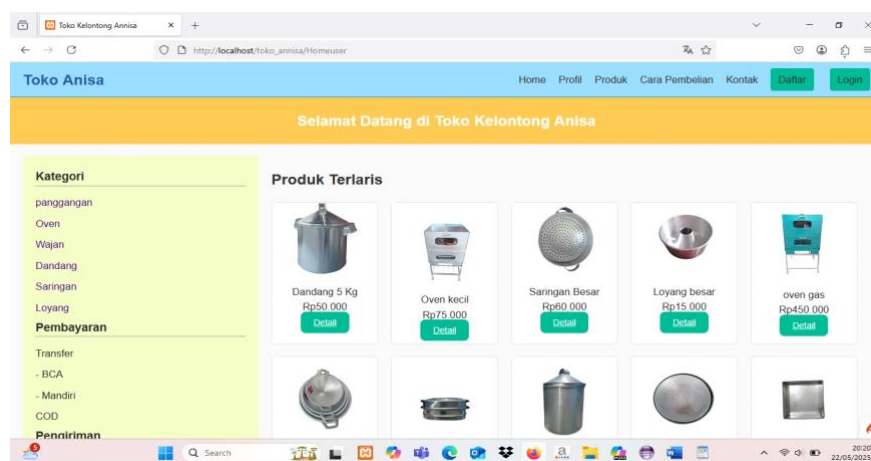 Toko Kelontong Annisa
http://localhost/toko_annisa/Homeuser
Toko Anisa
Home Profil Produk Cara Pembelian Kontak Daftar Login
Selamat Datang di Toko Kelontong Anisa
Kategori
panggangan
Oven
Wajan
Dandang
Saringan
Loyang
Pembayaran
Transfer
- BCA
- Mandiri
COD
Pengiriman
Produk Terlaris
Dandang 5 Kg
Rp50.000
Detail
Oven kecil
Rp75.000
Detail
Saringan Besar
Rp60.000
Detail
Loyang besar
Rp15.000
Detail
oven gas
Rp450.000
Detail
Search
20:20
22/05/2025